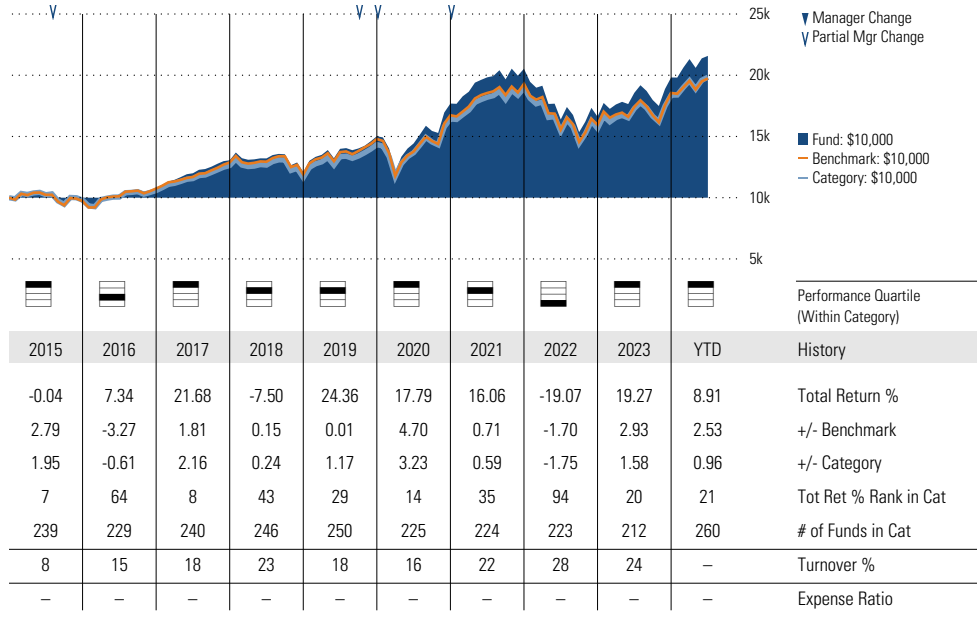 25k
20k
15k
10k
5k
Manager Change
Partial Mgr Change
Fund: $10,000
Benchmark: $10,000
Category: $10,000
Performance Quartile
(Within Category)
2015 2016 2017 2018 2019 2020 2021 2022 2023 YTD History
-0.04 7.34 21.68 -7.50 24.36 17.79 16.06 -19.07 19.27 8.91 Total Return %
2.79 -3.27 1.81 0.15 0.01 4.70 0.71 -1.70 2.93 2.53 +/- Benchmark
1.95 -0.61 2.16 0.24 1.17 3.23 0.59 -1.75 1.58 0.96 +/- Category
7 64 8 43 29 14 35 94 20 21 Tot Ret % Rank in Cat
239 229 240 246 250 225 224 223 212 260 # of Funds in Cat
8 15 18 23 18 16 22 28 24 – Turnover %
– – – – – – – – – – Expense Ratio